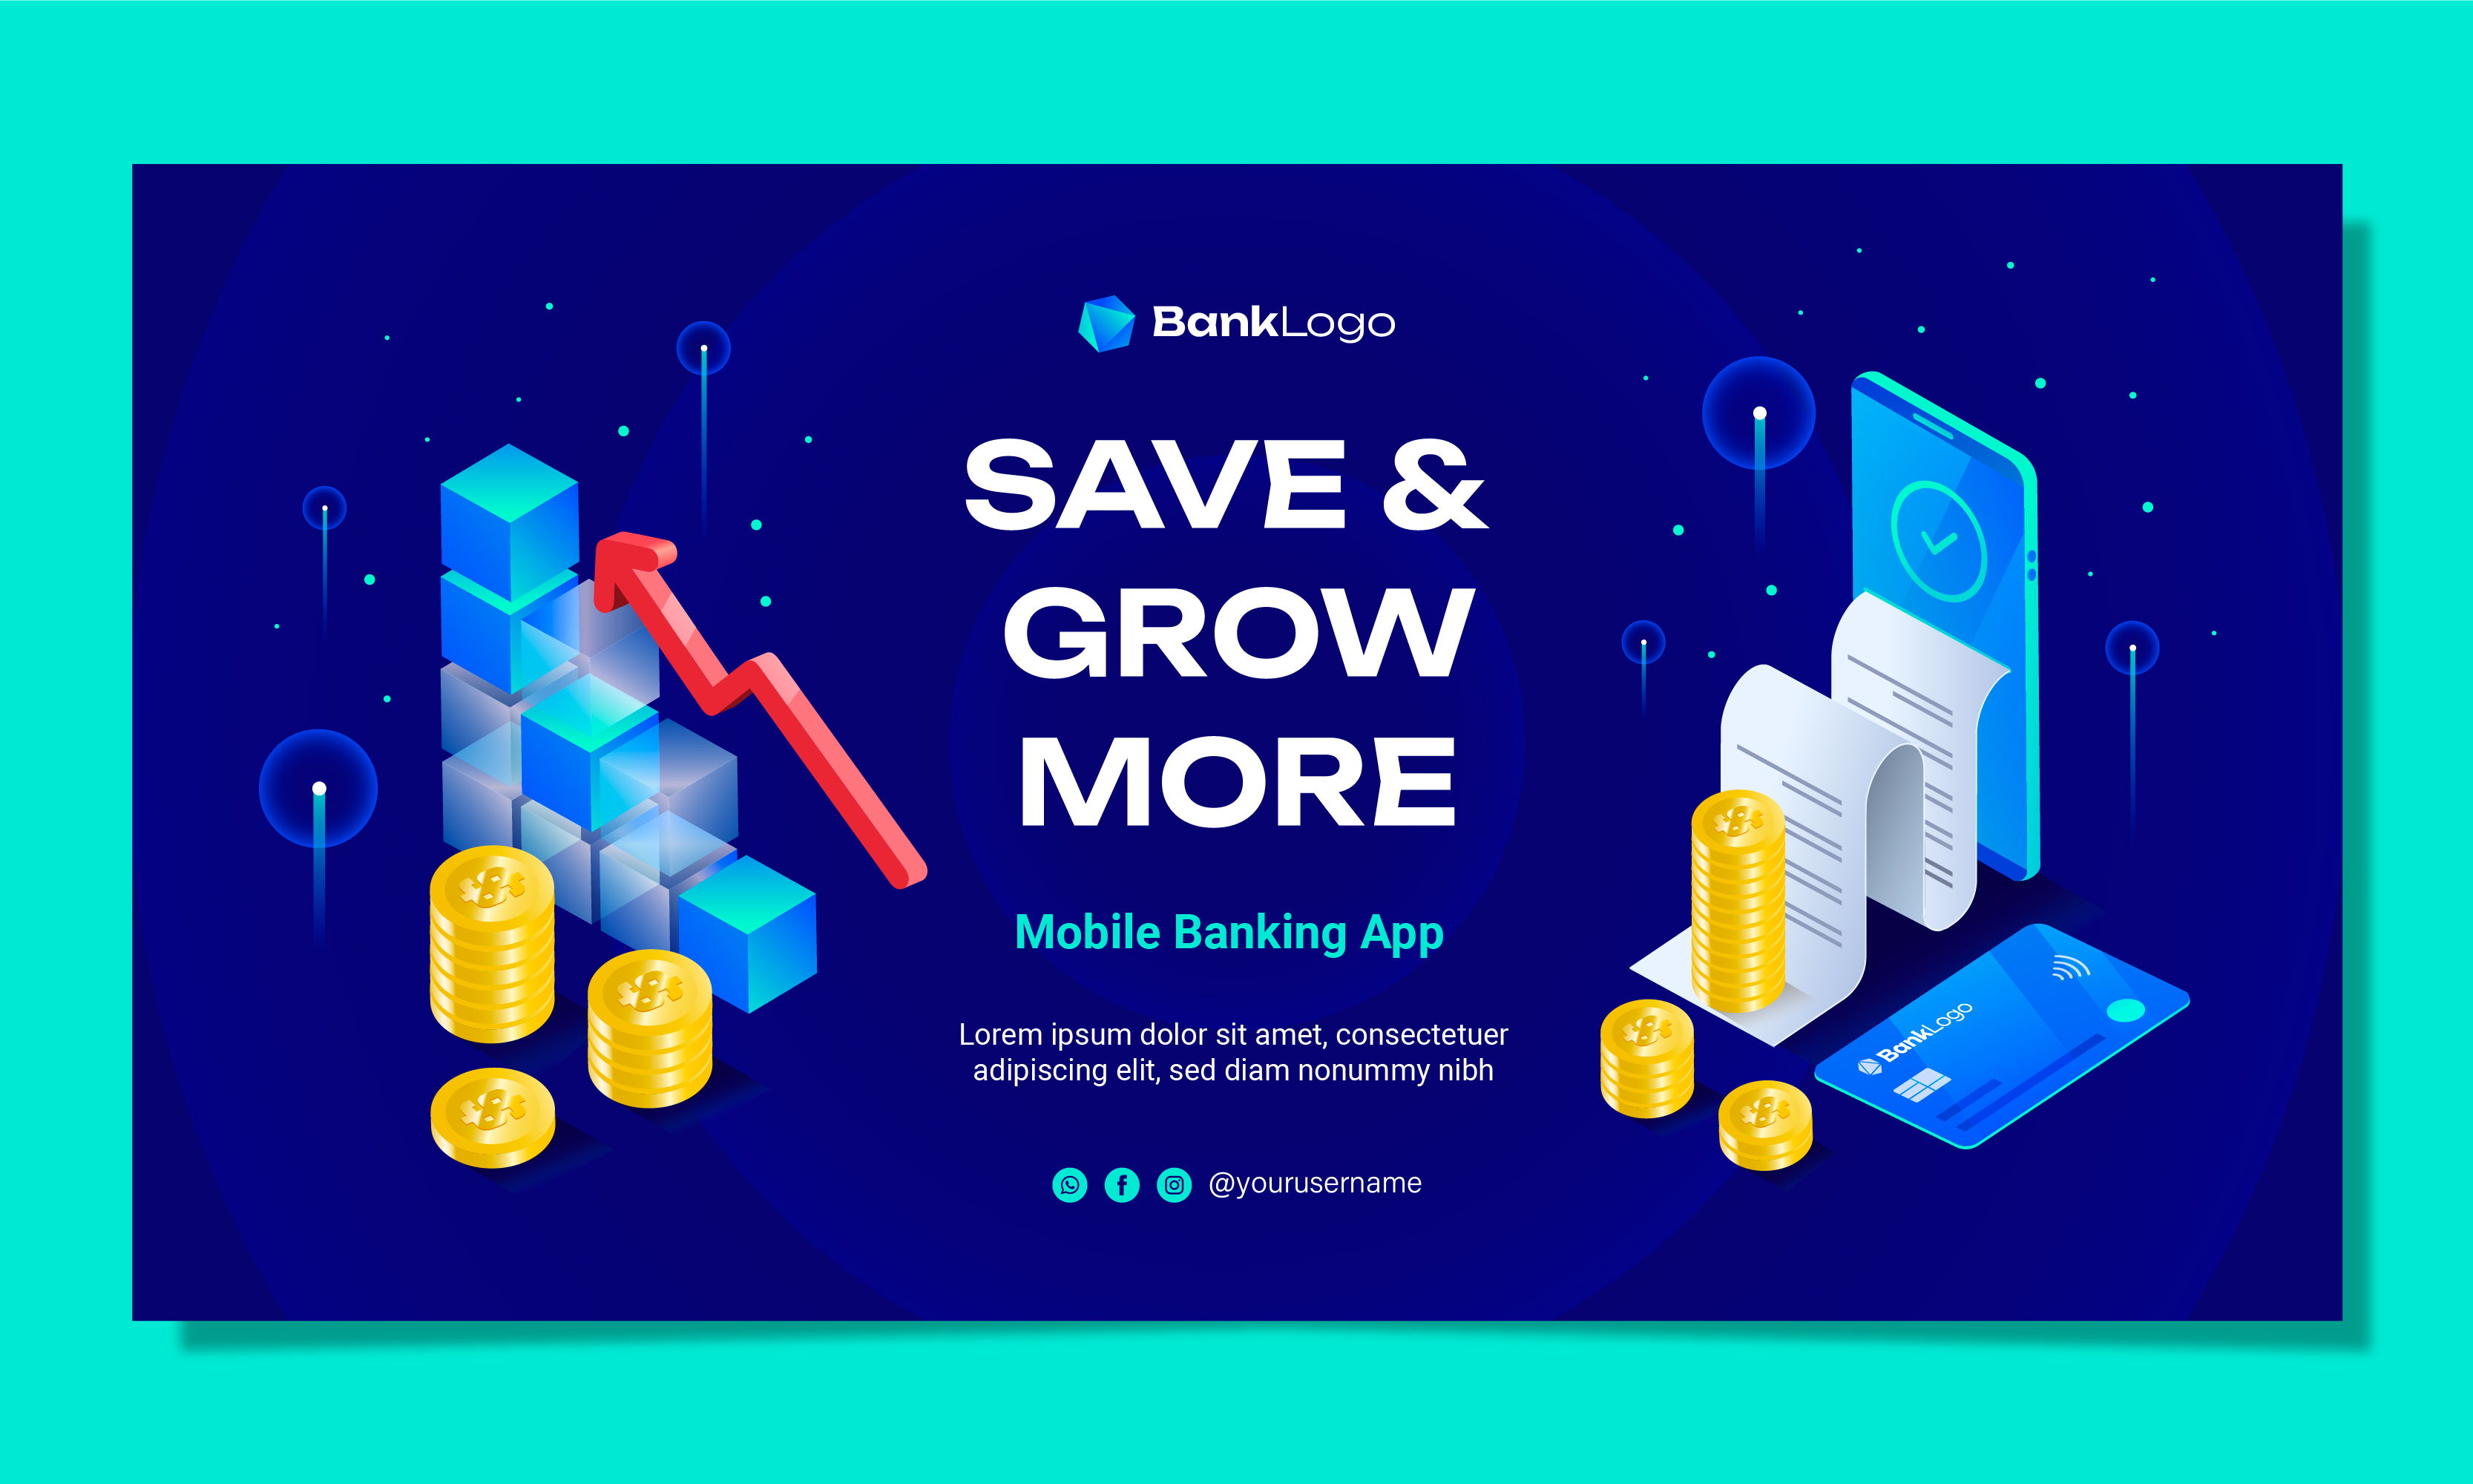 BankLogo
SAVE &
GROW
MORE
Mobile Banking App
Lorem ipsum dolor sit amet, consectetuer
adipiscing elit, sed diam nonummy nibh
@yourusername
BankLogo